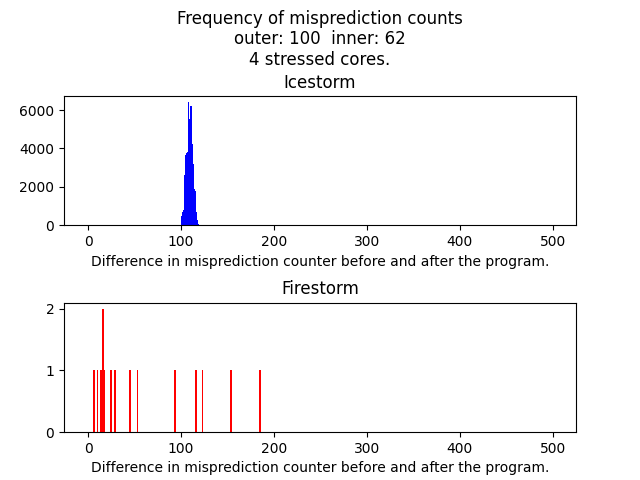 Frequency of misprediction counts
outer: 100  inner: 62
4 stressed cores.
Icestorm
6000
4000
2000
0
0 100 200 300 400 500
Difference in misprediction counter before and after the program.
Firestorm
2
1
0
0 100 200 300 400 500
Difference in misprediction counter before and after the program.